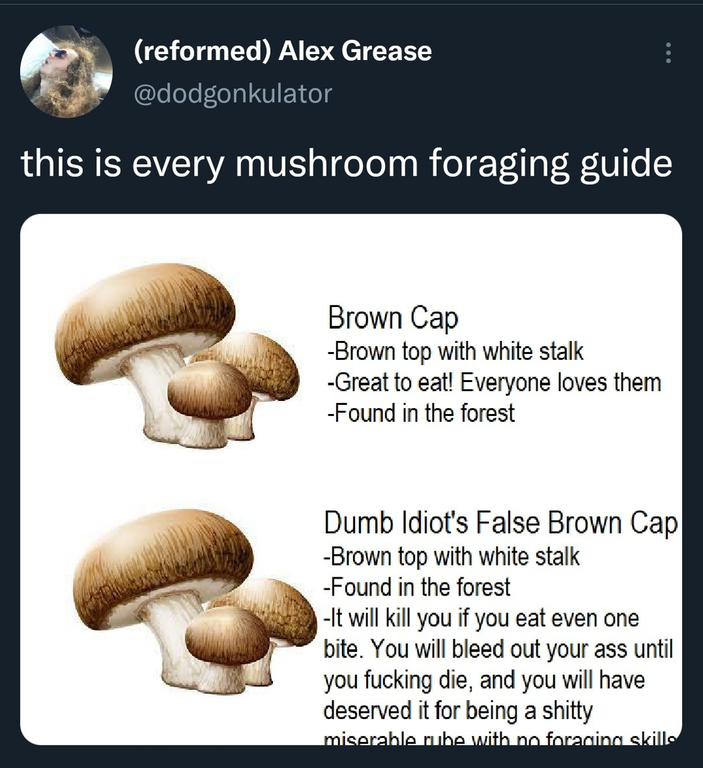 (reformed) Alex Grease
@dodgonkulator
this is every mushroom foraging guide
Brown Cap
-Brown top with white stalk
-Great to eat! Everyone loves them
-Found in the forest
Dumb Idiot's False Brown Cap
-Brown top with white stalk
-Found in the forest
-It will kill you if you eat even one
bite. You will bleed out your ass until
you fucking die, and you will have
deserved it for being a shitty
miserable rube with no foraging skills